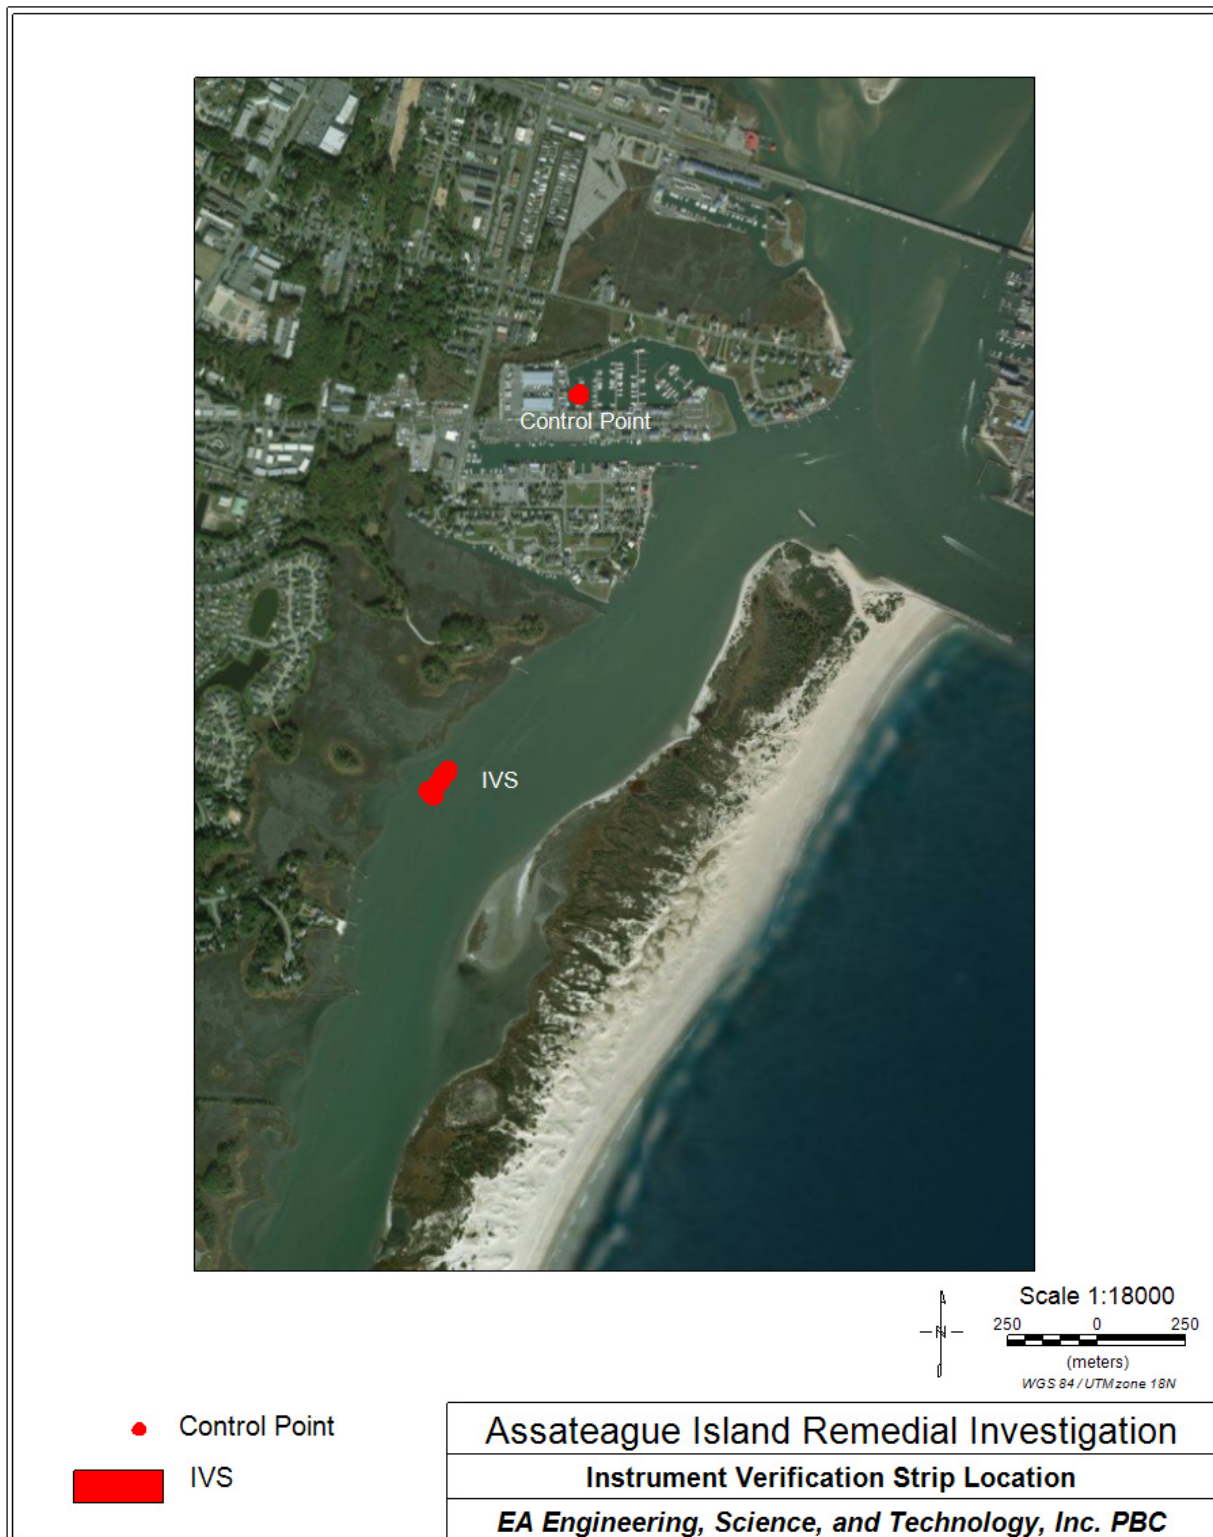 Control Point
IVS
Scale 1:18000
250 0 250
(meters)
WGS 84 / UTM zone 18N
N
Control Point
IVS
Assateague Island Remedial Investigation
Instrument Verification Strip Location
EA Engineering, Science, and Technology, Inc. PBC